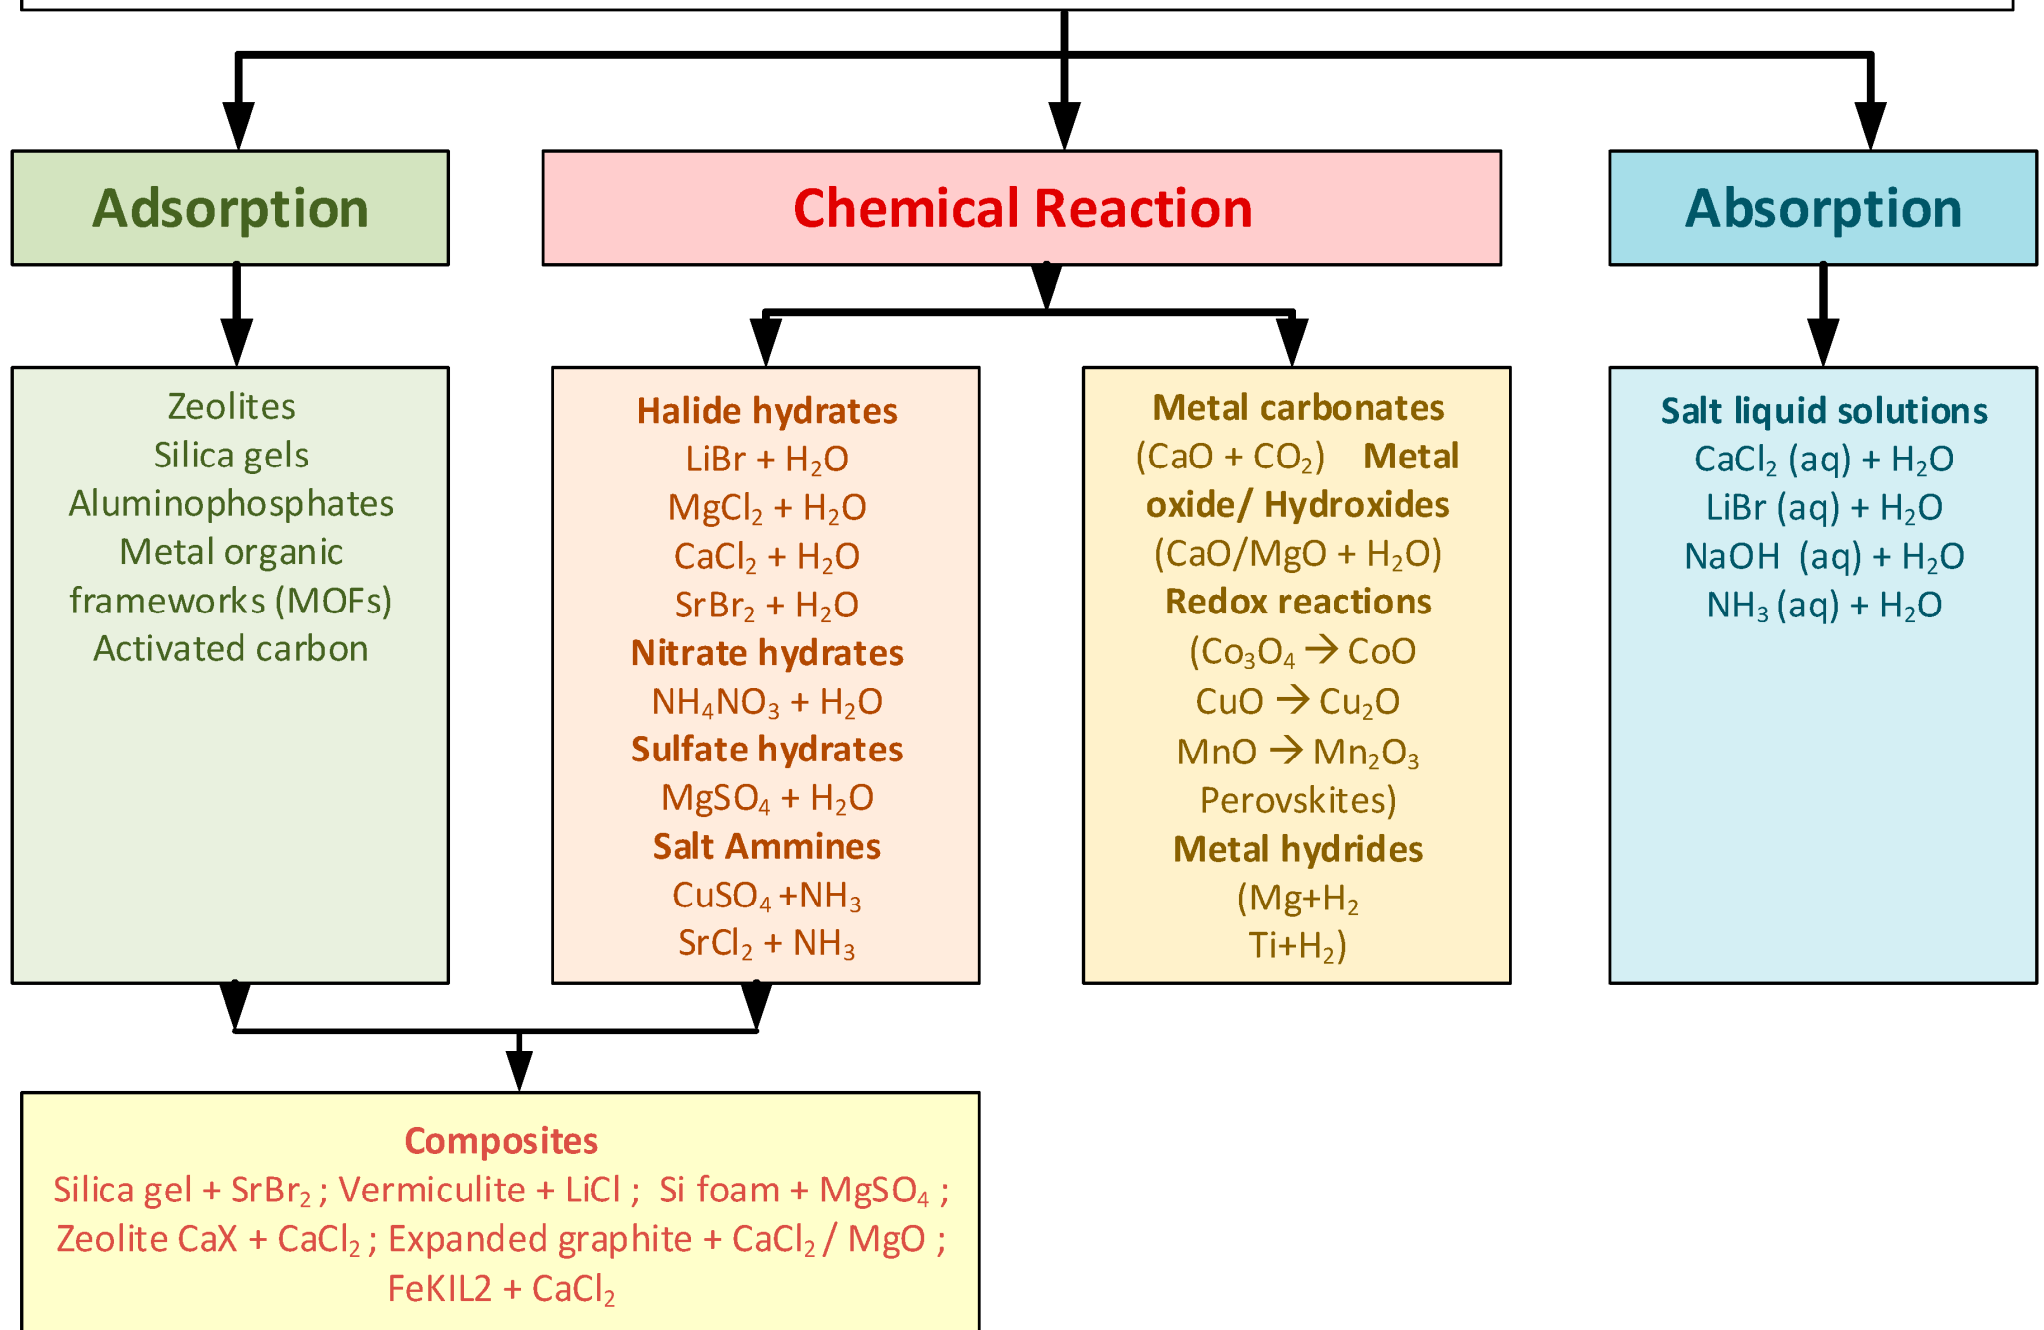 Adsorption
Chemical Reaction
Absorption
Zeolites
Silica gels
Aluminophosphates
Metal organic
frameworks (MOFs)
Activated carbon
Halide hydrates
LiBr + H₂O
MgCl₂ + H₂O
CaCl₂ + H₂O
SrBr₂ + H₂O
Nitrate hydrates
NH₄NO₃ + H₂O
Sulfate hydrates
MgSO₄ + H₂O
Salt Ammines
CuSO₄ +NH₃
SrCl₂ + NH₃
Metal carbonates
(CaO + CO₂) Metal
oxide/ Hydroxides
(CaO/MgO + H₂O)
Redox reactions
(Co₃O₄ → CoO
CuO → Cu₂O
MnO → Mn₂O₃
Perovskites)
Metal hydrides
(Mg+H₂
Ti+H₂)
Salt liquid solutions
CaCl₂ (aq) + H₂O
LiBr (aq) + H₂O
NaOH (aq) + H₂O
NH₃ (aq) + H₂O
Composites
Silica gel + SrBr₂ ; Vermiculite + LiCl ; Si foam + MgSO₄ ;
Zeolite CaX + CaCl₂ ; Expanded graphite + CaCl₂ / MgO ;
FeKIL2 + CaCl₂